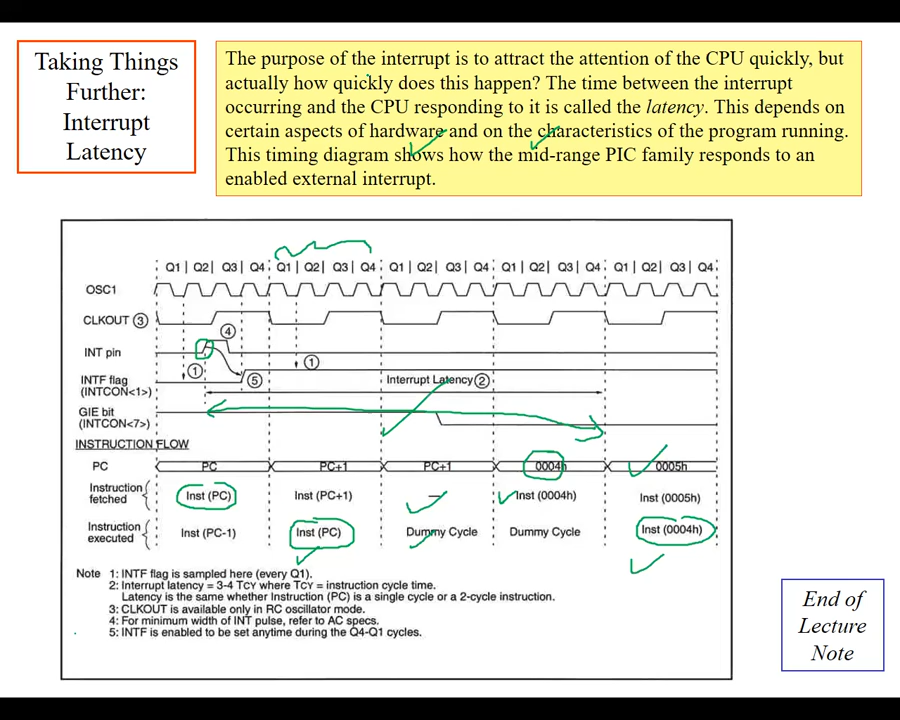 Taking Things
Further:
Interrupt
Latency
The purpose of the interrupt is to attract the attention of the CPU quickly, but
actually how quickly does this happen? The time between the interrupt
occurring and the CPU responding to it is called the latency. This depends on
certain aspects of hardware and on the characteristics of the program running.
This timing diagram shows how the mid-range PIC family responds to an
enabled external interrupt.
Q1 | Q2 | Q3 | Q4 Q1 | Q2 | Q3 | Q4 Q1 | Q2 | Q3 | Q4 Q1 | Q2 | Q3 | Q4 Q1 | Q2 | Q3 | Q4
OSC1
CLKOUT ③
④
INT pin
① ①
INTF flag
(INTCON<1>)
⑤ Interrupt Latency ②
GIE bit
(INTCON<7>)
INSTRUCTION FLOW
PC PC PC+1 PC+1 0004h 0005h
Instruction
fetched
Inst (PC) Inst (PC+1) — Inst (0004h) Inst (0005h)
Instruction
executed
Inst (PC-1) Inst (PC) Dummy Cycle Dummy Cycle Inst (0004h)
Note 1: INTF flag is sampled here (every Q1).
2: Interrupt latency = 3-4 TCY where TCY = instruction cycle time.
Latency is the same whether Instruction (PC) is a single cycle or a 2-cycle instruction.
3: CLKOUT is available only in RC oscillator mode.
4: For minimum width of INT pulse, refer to AC specs.
5: INTF is enabled to be set anytime during the Q4-Q1 cycles.
End of
Lecture
Note